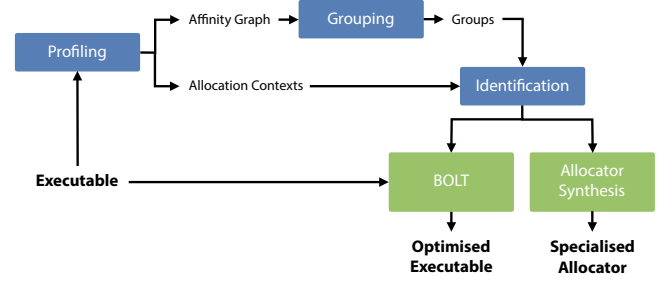 Affinity Graph
Grouping
Groups
Profiling
Allocation Contexts
Identification
Executable
BOLT
Allocator
Synthesis
Optimised
Executable
Specialised
Allocator